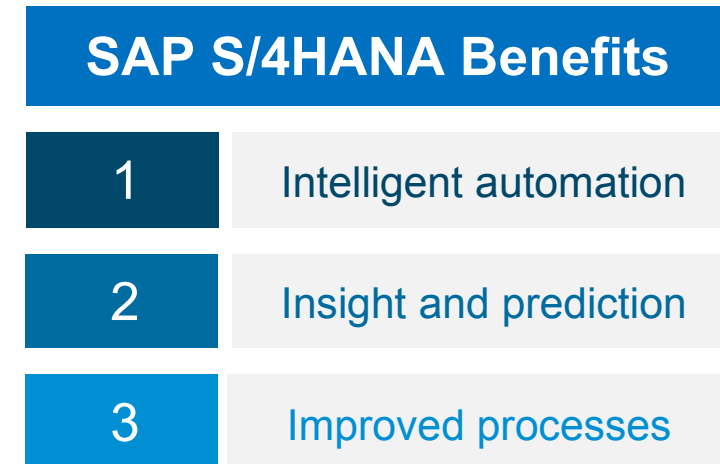 SAP S/4HANA Benefits
1 Intelligent automation
2 Insight and prediction
3 Improved processes